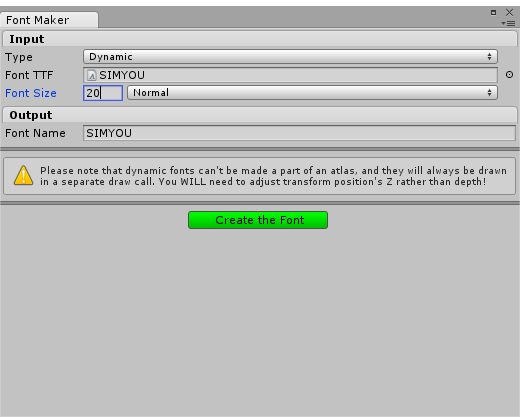 Font Maker
Input
Type Dynamic
Font TTF SIMYOU
Font Size 20 Normal
Output
Font Name SIMYOU
Please note that dynamic fonts can't be made a part of an atlas, and they will always be drawn
in a separate draw call. You WILL need to adjust transform position's Z rather than depth!
Create the Font